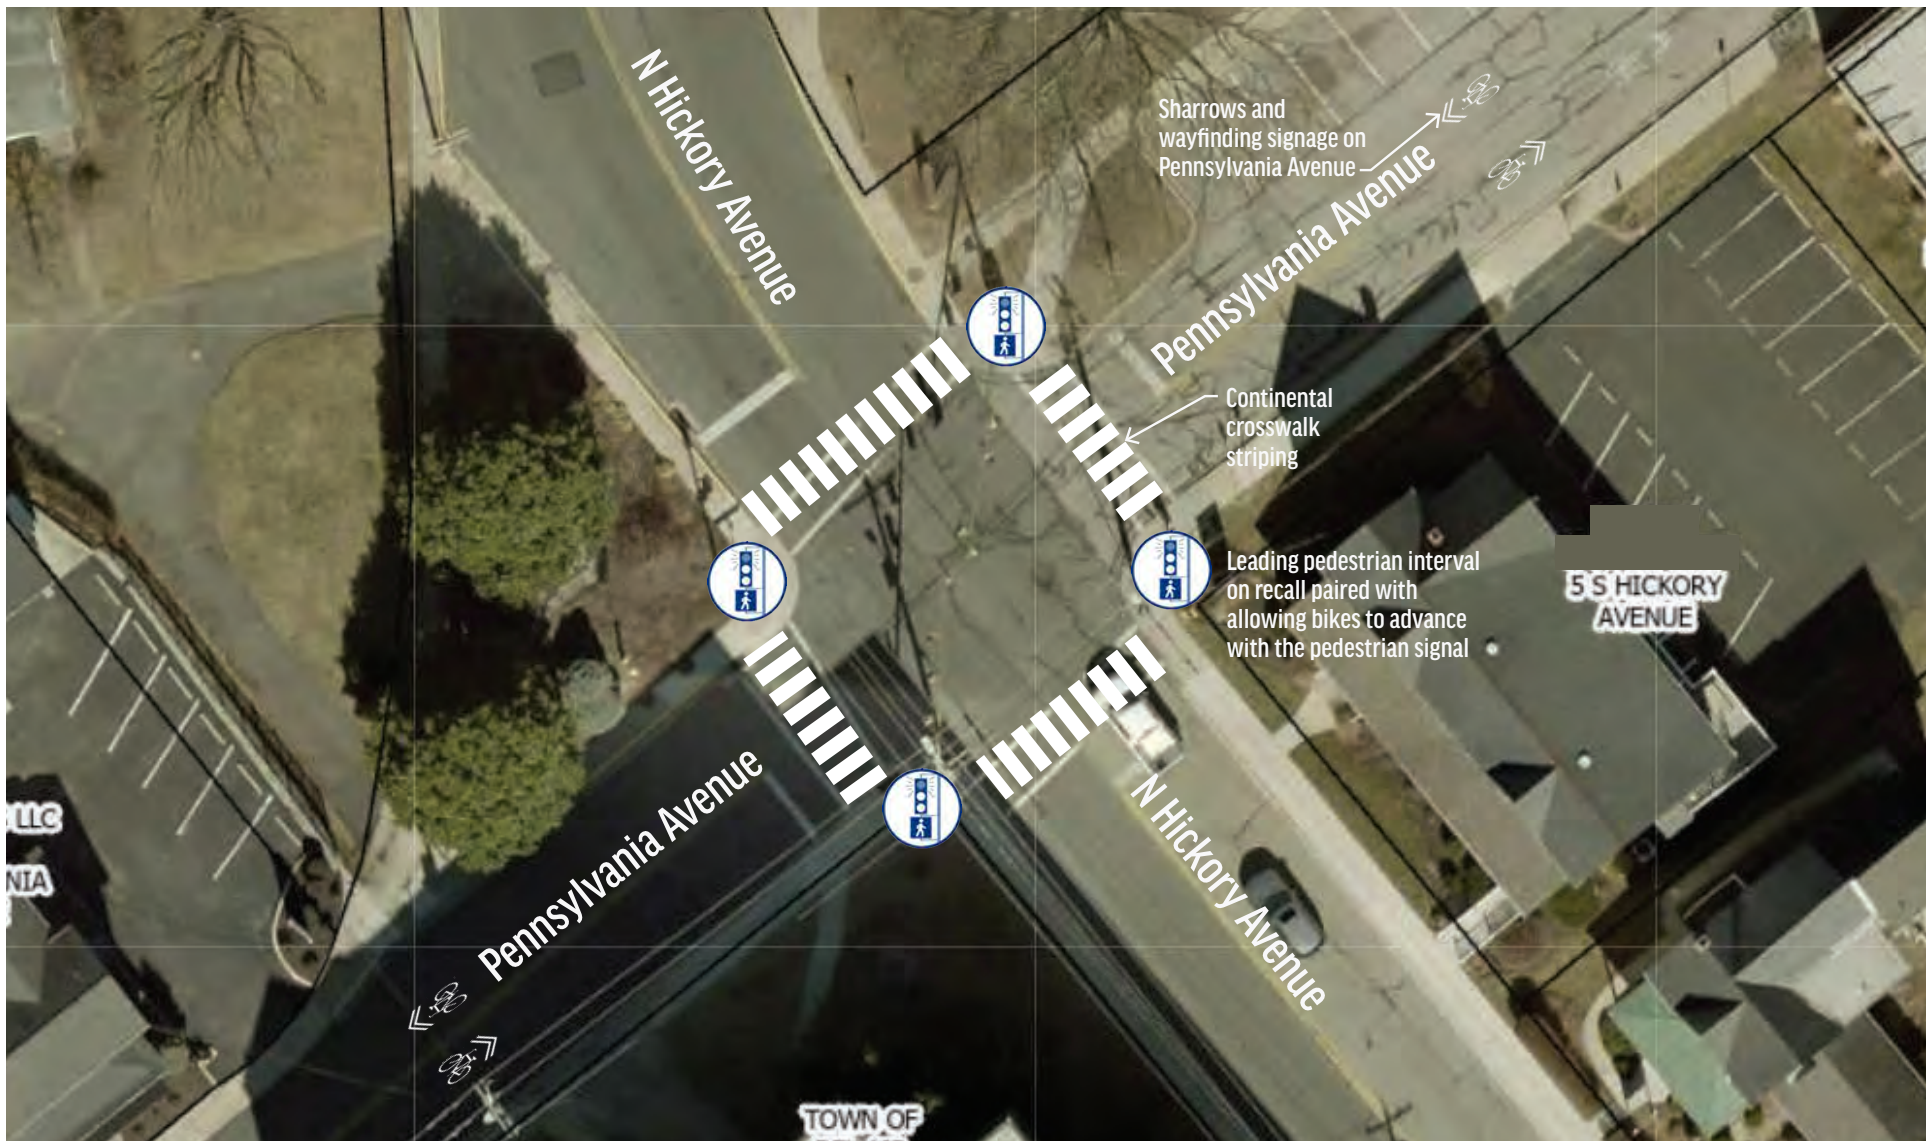 N Hickory Avenue
Sharrows and
wayfinding signage on
Pennsylvania Avenue
Pennsylvania Avenue
Continental
crosswalk
striping
Leading pedestrian interval
on recall paired with
allowing bikes to advance
with the pedestrian signal
5 S HICKORY
AVENUE
Pennsylvania Avenue
N Hickory Avenue
LLC
NIA
TOWN OF